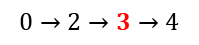 0 → 2 → 3 → 4